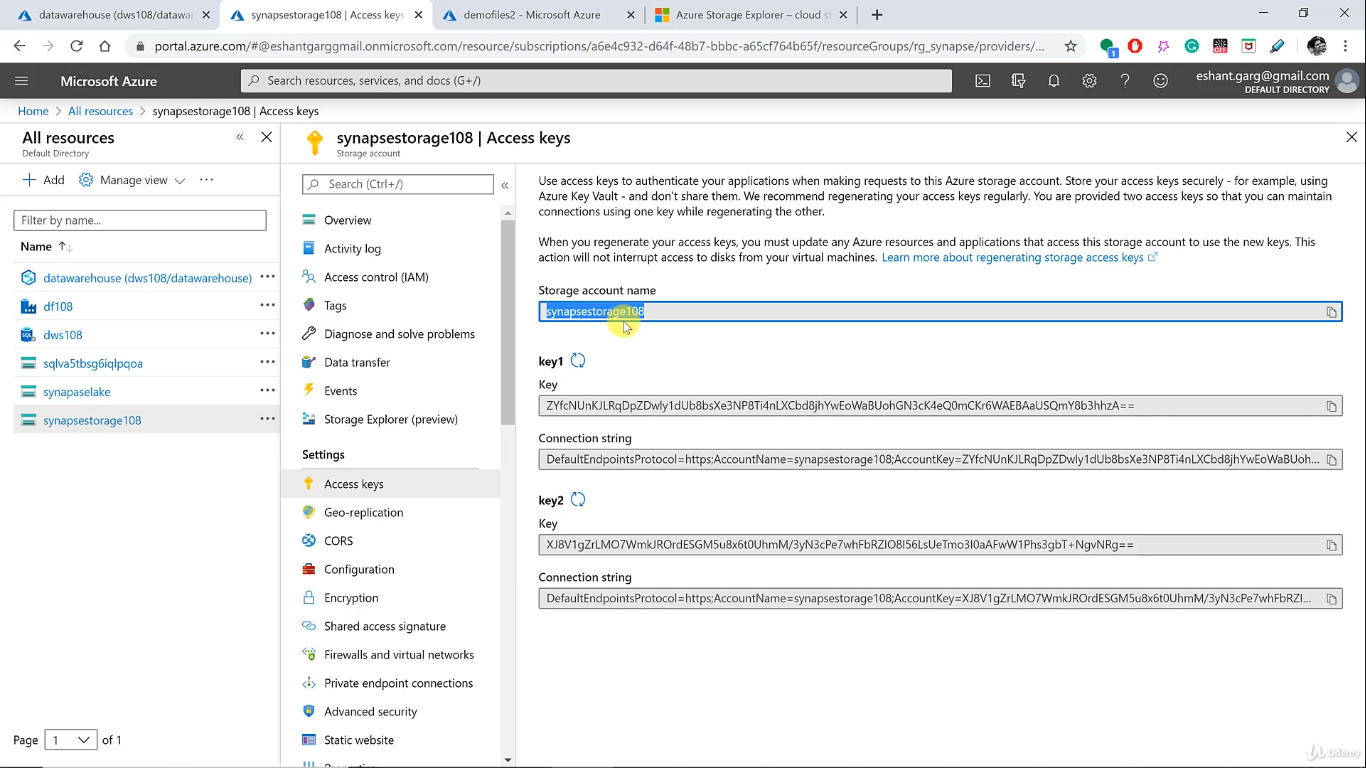 datawarehouse (dws108/dataware
synapsestorage108 | Access keys
demofiles2 - Microsoft Azure
Azure Storage Explorer – cloud st
portal.azure.com/#@eshantgarggmail.onmicrosoft.com/resource/subscriptions/a6e4c932-d64f-48b7-bbbc-a65cf764b65f/resourceGroups/rg_synapse/providers/...
1
Microsoft Azure
Search resources, services, and docs (G+/)
eshant.garg@gmail.com
DEFAULT DIRECTORY
Home > All resources > synapsestorage108 | Access keys
All resources
Default Directory
Add Manage view
Filter by name...
Name
datawarehouse (dws108/datawarehouse)
df108
dws108
sqlva5tbsg6iqlpqoa
synapaselake
synapsestorage108
Page 1 of 1
synapsestorage108 | Access keys
Storage account
Search (Ctrl+/)
Overview
Activity log
Access control (IAM)
Tags
Diagnose and solve problems
Data transfer
Events
Storage Explorer (preview)
Settings
Access keys
Geo-replication
CORS
Configuration
Encryption
Shared access signature
Firewalls and virtual networks
Private endpoint connections
Advanced security
Static website
Use access keys to authenticate your applications when making requests to this Azure storage account. Store your access keys securely - for example, using
Azure Key Vault - and don't share them. We recommend regenerating your access keys regularly. You are provided two access keys so that you can maintain
connections using one key while regenerating the other.
When you regenerate your access keys, you must update any Azure resources and applications that access this storage account to use the new keys. This
action will not interrupt access to disks from your virtual machines. Learn more about regenerating storage access keys
Storage account name
synapsestorage108
key1
Key
ZYfcNUnKJLRqDpZDwly1dUb8bsXe3NP8Ti4nLXCbd8jhYwEoWaBUohGN3cK4eQ0mCKr6WAEBAaUSQmY8b3hhzA==
Connection string
DefaultEndpointsProtocol=https;AccountName=synapsestorage108;AccountKey=ZYfcNUnKJLRqDpZDwly1dUb8bsXe3NP8Ti4nLXCbd8jhYwEoWaBUoh...
key2
Key
XJ8V1gZrLMO7WmkJROrdESGM5u8x6t0UhmM/3yN3cPe7whFbRZIO8I56LsUeTmo3I0aAFwW1Phs3gbT+NgvNRg==
Connection string
DefaultEndpointsProtocol=https;AccountName=synapsestorage108;AccountKey=XJ8V1gZrLMO7WmkJROrdESGM5u8x6t0UhmM/3yN3cPe7whFbRZI...
Udemy